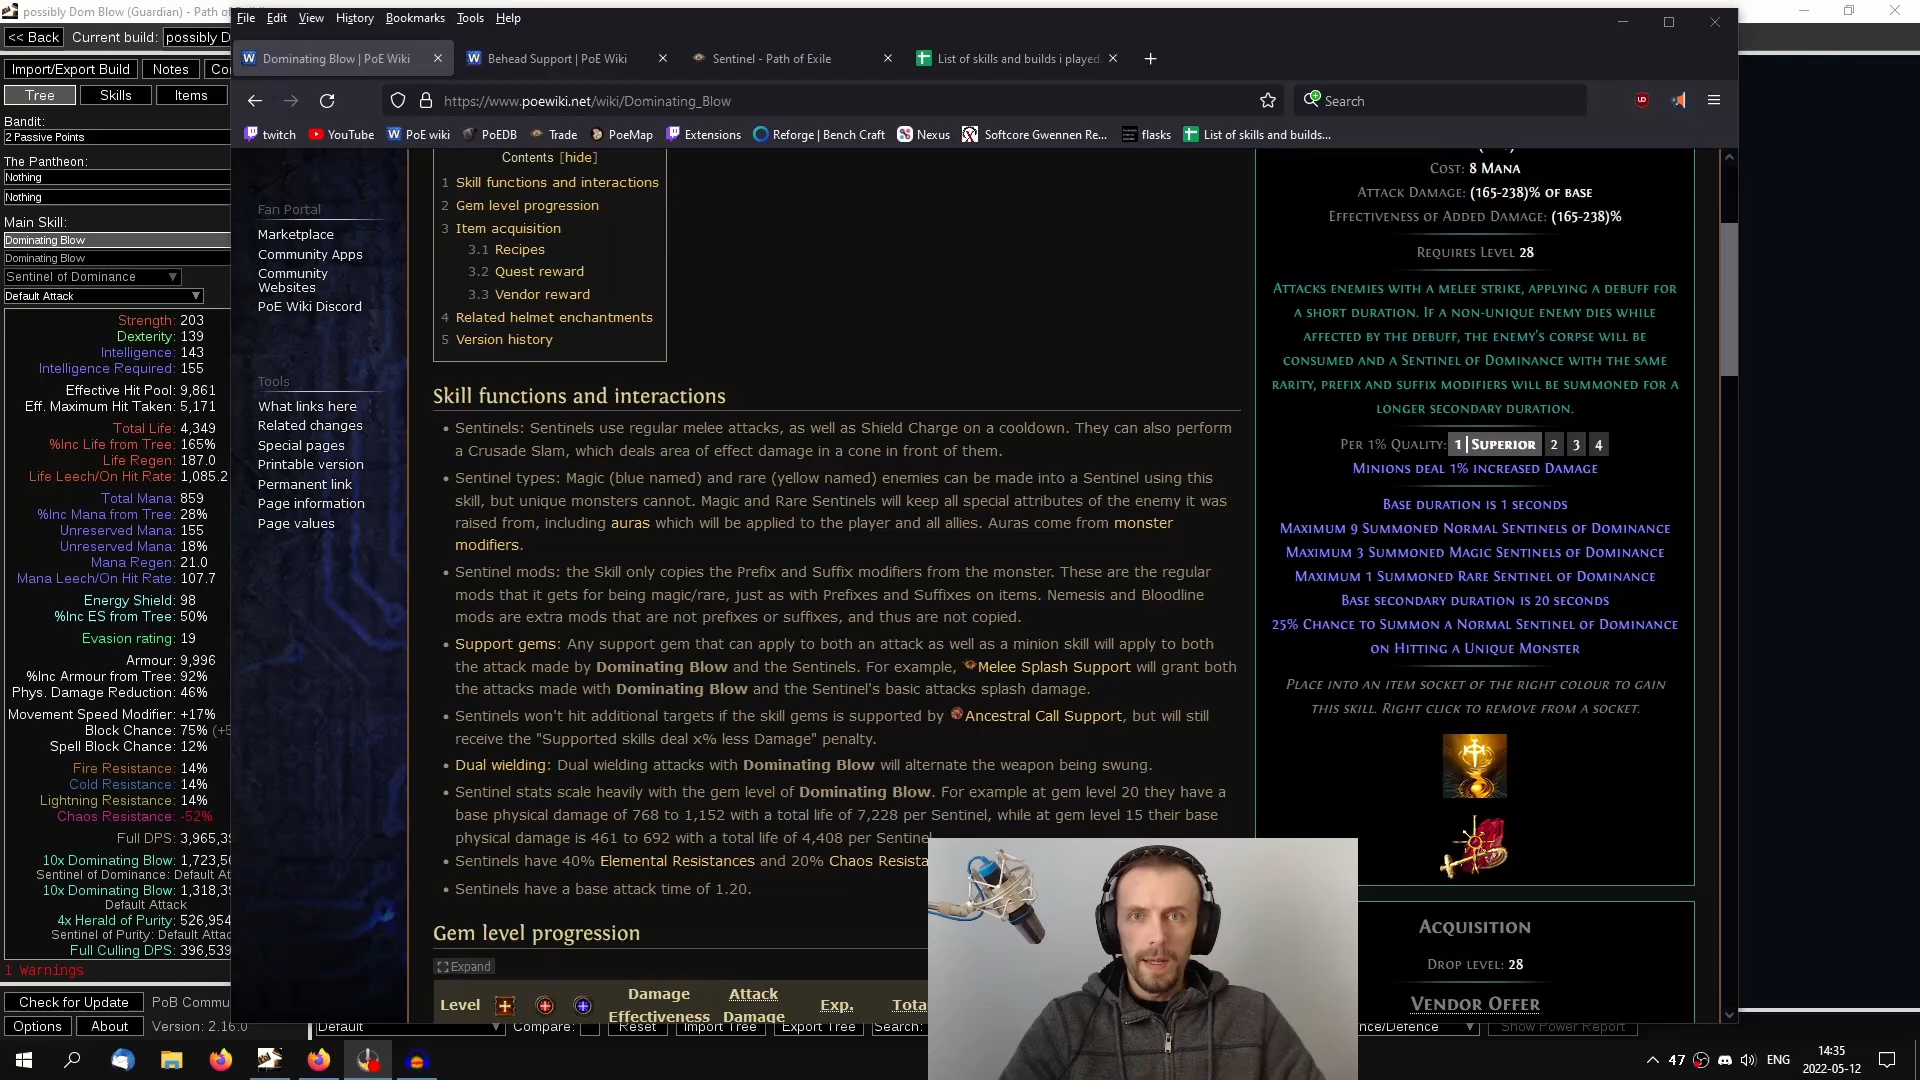 possibly Dom Blow (Guardian) - Path of
<< Back
Current build:
possibly D
Import/Export Build
Notes
Co
Tree
Skills
Items
Bandit:
2 Passive Points
The Pantheon:
Nothing
Nothing
Main Skill:
Dominating Blow
Dominating Blow
Sentinel of Dominance
Default Attack
Strength: 203
Dexterity: 139
Intelligence: 143
Intelligence Required: 155
Effective Hit Pool: 9,861
Eff. Maximum Hit Taken: 5,171
Total Life: 4,349
%Inc Life from Tree: 165%
Life Regen: 187.0
Life Leech/On Hit Rate: 1,085.2
Total Mana: 859
%Inc Mana from Tree: 28%
Unreserved Mana: 155
Unreserved Mana: 18%
Mana Regen: 21.0
Mana Leech/On Hit Rate: 107.7
Energy Shield: 98
%Inc ES from Tree: 50%
Evasion rating: 19
Armour: 9,996
%Inc Armour from Tree: 92%
Phys. Damage Reduction: 46%
Movement Speed Modifier: +17%
Block Chance: 75% (+5
Spell Block Chance: 12%
Fire Resistance: 14%
Cold Resistance: 14%
Lightning Resistance: 14%
Chaos Resistance: -52%
Full DPS: 3,965,39
10x Dominating Blow: 1,723,50
Sentinel of Dominance: Default At
10x Dominating Blow: 1,318,39
Default Attack
4x Herald of Purity: 526,954
Sentinel of Purity: Default Attac
Full Culling DPS: 396,539
1 Warnings
Check for Update
PoB Commu
Options
About
Version: 2.16.0
File Edit View History Bookmarks Tools Help
Dominating Blow | PoE Wiki
Behead Support | PoE Wiki
Sentinel - Path of Exile
List of skills and builds i played.
https://www.poewiki.net/wiki/Dominating_Blow
Search
twitch
YouTube
PoE wiki
PoEDB
Trade
PoeMap
Extensions
Reforge | Bench Craft
Nexus
Softcore Gwennen Re...
flasks
List of skills and builds...
Fan Portal
Marketplace
Community Apps
Community
Websites
PoE Wiki Discord
Tools
What links here
Related changes
Special pages
Printable version
Permanent link
Page information
Page values
Contents [hide]
1 Skill functions and interactions
2 Gem level progression
3 Item acquisition
3.1 Recipes
3.2 Quest reward
3.3 Vendor reward
4 Related helmet enchantments
5 Version history
Skill functions and interactions
• Sentinels: Sentinels use regular melee attacks, as well as Shield Charge on a cooldown. They can also perform
a Crusade Slam, which deals area of effect damage in a cone in front of them.
• Sentinel types: Magic (blue named) and rare (yellow named) enemies can be made into a Sentinel using this
skill, but unique monsters cannot. Magic and Rare Sentinels will keep all special attributes of the enemy it was
raised from, including auras which will be applied to the player and all allies. Auras come from monster
modifiers.
• Sentinel mods: the Skill only copies the Prefix and Suffix modifiers from the monster. These are the regular
mods that it gets for being magic/rare, just as with Prefixes and Suffixes on items. Nemesis and Bloodline
mods are extra mods that are not prefixes or suffixes, and thus are not copied.
• Support gems: Any support gem that can apply to both an attack as well as a minion skill will apply to both
the attack made by Dominating Blow and the Sentinels. For example, Melee Splash Support will grant both
the attacks made with Dominating Blow and the Sentinel's basic attacks splash damage.
• Sentinels won't hit additional targets if the skill gems is supported by Ancestral Call Support, but will still
receive the "Supported skills deal x% less Damage" penalty.
• Dual wielding: Dual wielding attacks with Dominating Blow will alternate the weapon being swung.
• Sentinel stats scale heavily with the gem level of Dominating Blow. For example at gem level 20 they have a
base physical damage of 768 to 1,152 with a total life of 7,228 per Sentinel, while at gem level 15 their base
physical damage is 461 to 692 with a total life of 4,408 per Sentinel
• Sentinels have 40% Elemental Resistances and 20% Chaos Resista
• Sentinels have a base attack time of 1.20.
Gem level progression
Expand
Level
Damage
Effectiveness
Attack
Damage
Exp.
Tota
Cost: 8 Mana
Attack Damage: (165-238)% of base
Effectiveness of Added Damage: (165-238)%
Requires Level 28
Attacks enemies with a melee strike, applying a debuff for
a short duration. If a non-unique enemy dies while
affected by the debuff, the enemy's corpse will be
consumed and a Sentinel of Dominance with the same
rarity, prefix and suffix modifiers will be summoned for a
longer secondary duration.
Per 1% Quality: 1 | Superior 2 3 4
Minions deal 1% increased Damage
Base duration is 1 seconds
Maximum 9 Summoned Normal Sentinels of Dominance
Maximum 3 Summoned Magic Sentinels of Dominance
Maximum 1 Summoned Rare Sentinel of Dominance
Base secondary duration is 20 seconds
25% Chance to Summon a Normal Sentinel of Dominance
on Hitting a Unique Monster
Place into an item socket of the right colour to gain
this skill. Right click to remove from a socket.
Acquisition
Drop level: 28
Vendor Offer
Default
Compare:
Reset
Import Tree
Export Tree
Search:
nce/Defence
Show Power Report
47
ENG
14:35
2022-05-12